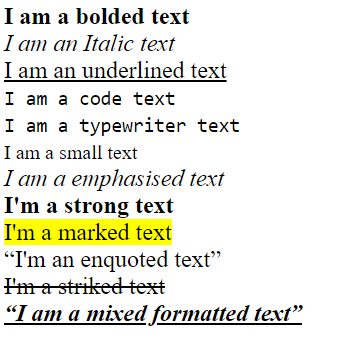 I am a bolded text
I am an Italic text
I am an underlined text
I am a code text
I am a typewriter text
I am a small text
I am a emphasised text
I'm a strong text
I'm a marked text
“I'm an enquoted text”
I'm a striked text
“I am a mixed formatted text”